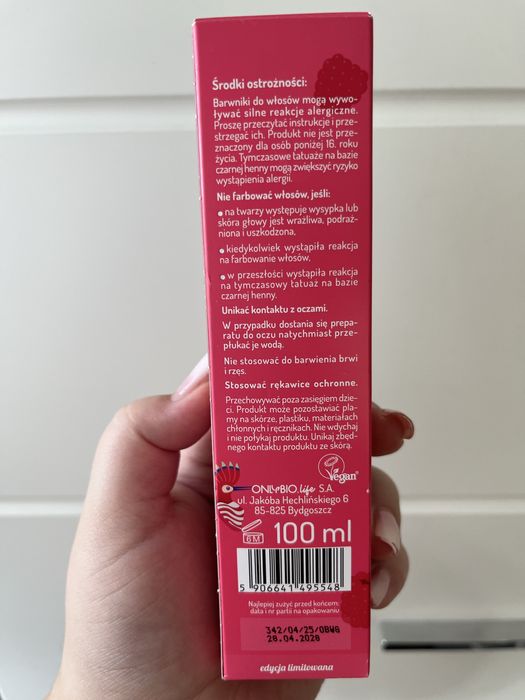 Środki ostrożności:
Barwniki do włosów mogą wywo-
ływać silne reakcje alergiczne.
Proszę przeczytać instrukcje i prze-
strzegać ich. Produkt nie jest prze-
znaczony dla osób poniżej 16. roku
życia. Tymczasowe tatuaże na bazie
czarnej henny mogą zwiększyć ryzyko
wystąpienia alergii.
Nie farbować włosów, jeśli:
• na twarzy występuje wysypka lub
skóra głowy jest wrażliwa, podraż-
niona i uszkodzona,
• kiedykolwiek wystąpiła reakcja
na farbowanie włosów,
• w przeszłości wystąpiła reakcja
na tymczasowy tatuaż na bazie
czarnej henny.
Unikać kontaktu z oczami.
W przypadku dostania się prepa-
ratu do oczu natychmiast prze-
płukać je wodą.
Nie stosować do barwienia brwi
i rzęs.
Stosować rękawice ochronne.
Przechowywać poza zasięgiem dzie-
ci. Produkt może pozostawiać pla-
my na skórze, plastiku, materiałach
chłonnych i ręcznikach. Nie wdychaj
i nie połykaj produktu. Unikaj zbęd-
nego kontaktu produktu ze skórą.
Vegan
ONLYBIO.life S.A.
ul. Jakóba Hechlińskiego 6
85-825 Bydgoszcz
6M
100 ml
5 906641 495548
Najlepiej zużyć przed końcem:
data i nr partii na opakowaniu
342/04/25/OBW6
28.04.2028
edycja limitowana